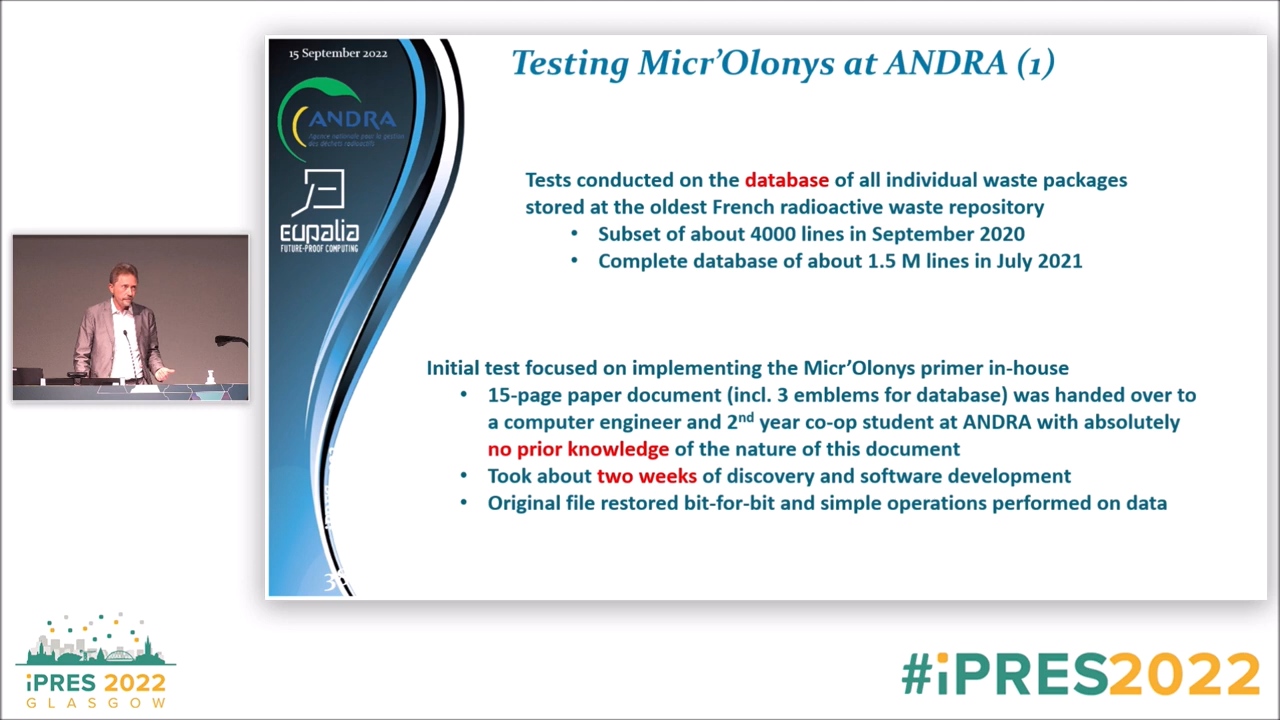 15 September 2022
Testing Micr'Olonys at ANDRA (1)
ANDRA
Agence nationale pour la gestion
des déchets radioactifs
Eupalia
FUTURE-PROOF COMPUTING
Tests conducted on the database of all individual waste packages
stored at the oldest French radioactive waste repository
• Subset of about 4000 lines in September 2020
• Complete database of about 1.5 M lines in July 2021
Initial test focused on implementing the Micr'Olonys primer in-house
• 15-page paper document (incl. 3 emblems for database) was handed over to
a computer engineer and 2nd year co-op student at ANDRA with absolutely
no prior knowledge of the nature of this document
• Took about two weeks of discovery and software development
• Original file restored bit-for-bit and simple operations performed on data
iPRES 2022
GLASGOW
#iPRES2022